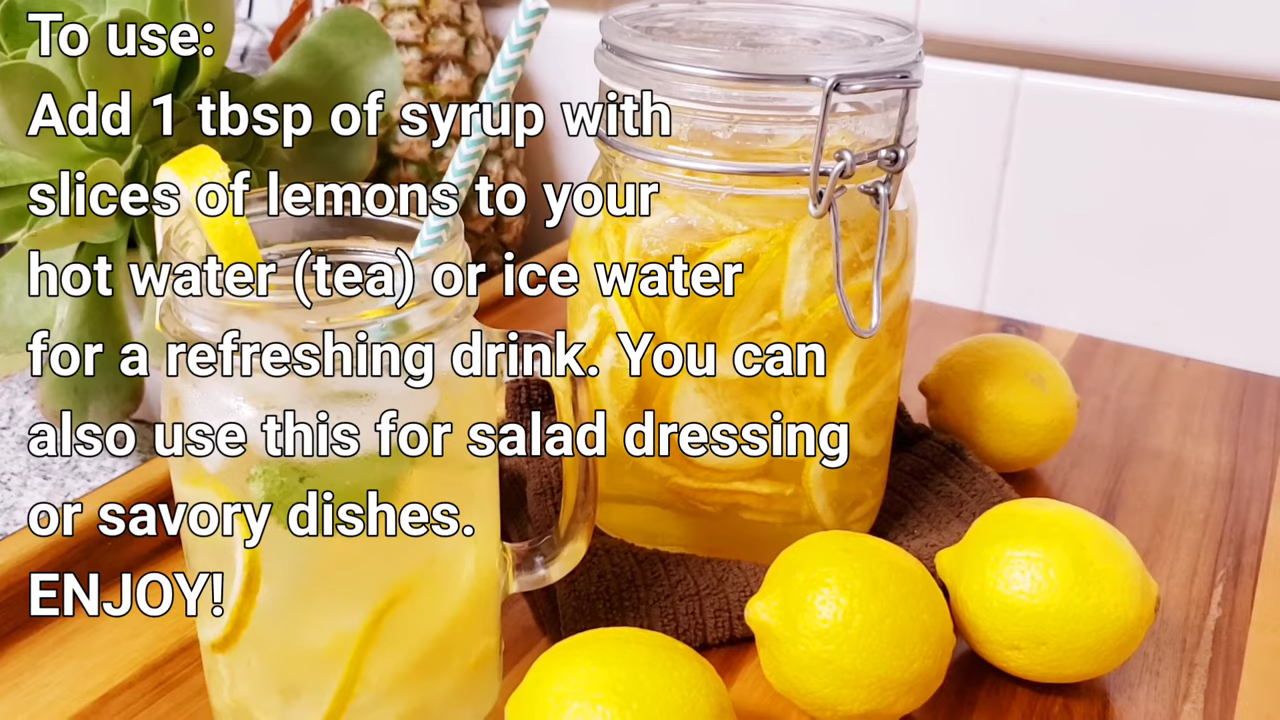 To use:
Add 1 tbsp of syrup with
slices of lemons to your
hot water (tea) or ice water
for a refreshing drink. You can
also use this for salad dressing
or savory dishes.
ENJOY!